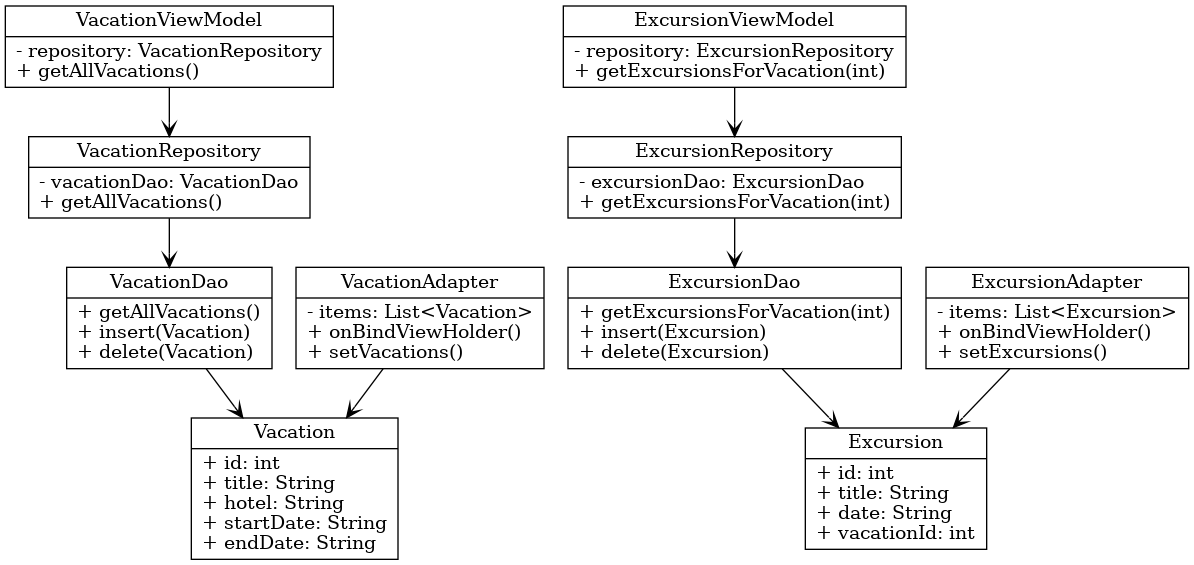 VacationViewModel
- repository: VacationRepository
+ getAllVacations()
ExcursionViewModel
- repository: ExcursionRepository
+ getExcursionsForVacation(int)
VacationRepository
- vacationDao: VacationDao
+ getAllVacations()
ExcursionRepository
- excursionDao: ExcursionDao
+ getExcursionsForVacation(int)
VacationDao
+ getAllVacations()
+ insert(Vacation)
+ delete(Vacation)
VacationAdapter
- items: List<Vacation>
+ onBindViewHolder()
+ setVacations()
ExcursionDao
+ getExcursionsForVacation(int)
+ insert(Excursion)
+ delete(Excursion)
ExcursionAdapter
- items: List<Excursion>
+ onBindViewHolder()
+ setExcursions()
Vacation
+ id: int
+ title: String
+ hotel: String
+ startDate: String
+ endDate: String
Excursion
+ id: int
+ title: String
+ date: String
+ vacationId: int